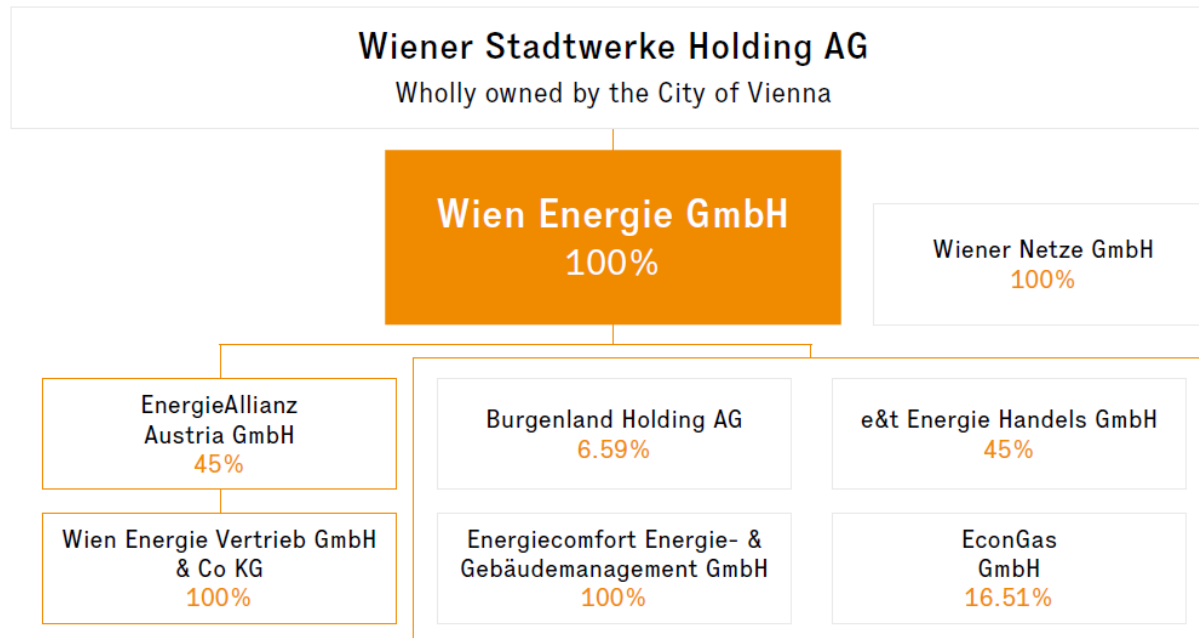 Wiener Stadtwerke Holding AG
Wholly owned by the City of Vienna
Wien Energie GmbH
100%
Wiener Netze GmbH
100%
EnergieAllianz
Austria GmbH
45%
Burgenland Holding AG
6.59%
e&t Energie Handels GmbH
45%
Wien Energie Vertrieb GmbH
& Co KG
100%
Energiecomfort Energie- &
Gebäudemanagement GmbH
100%
EconGas
GmbH
16.51%